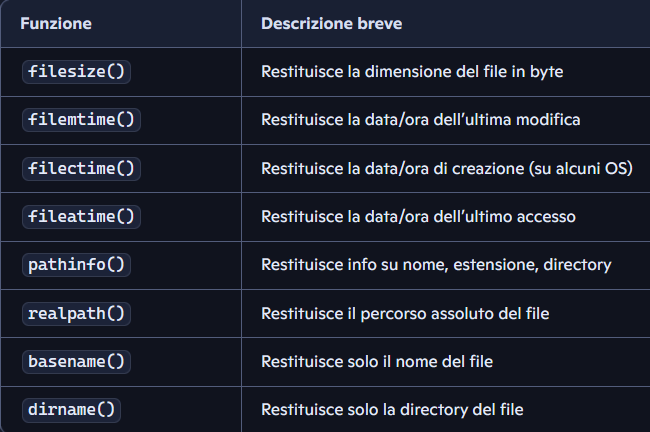 Funzione Descrizione breve
filesize() Restituisce la dimensione del file in byte
filemtime() Restituisce la data/ora dell’ultima modifica
filectime() Restituisce la data/ora di creazione (su alcuni OS)
fileatime() Restituisce la data/ora dell’ultimo accesso
pathinfo() Restituisce info su nome, estensione, directory
realpath() Restituisce il percorso assoluto del file
basename() Restituisce solo il nome del file
dirname() Restituisce solo la directory del file